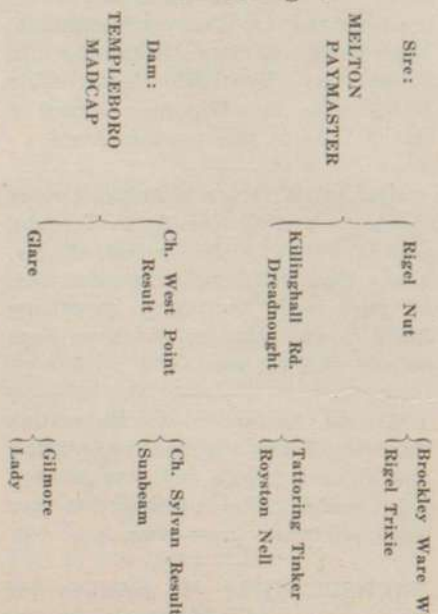 Sire:
MELTON
PAYMASTER
Rigel Nut
Killinghall Rd.
Dreadnought
Brockley Ware W
Rigel Trixie
Tattoring Tinker
Royston Nell
Dam:
TEMPLEBORO
MADCAP
Ch. West Point
Result
Glare
Ch. Sylvan Result
Sunbeam
Gilmore
Lady